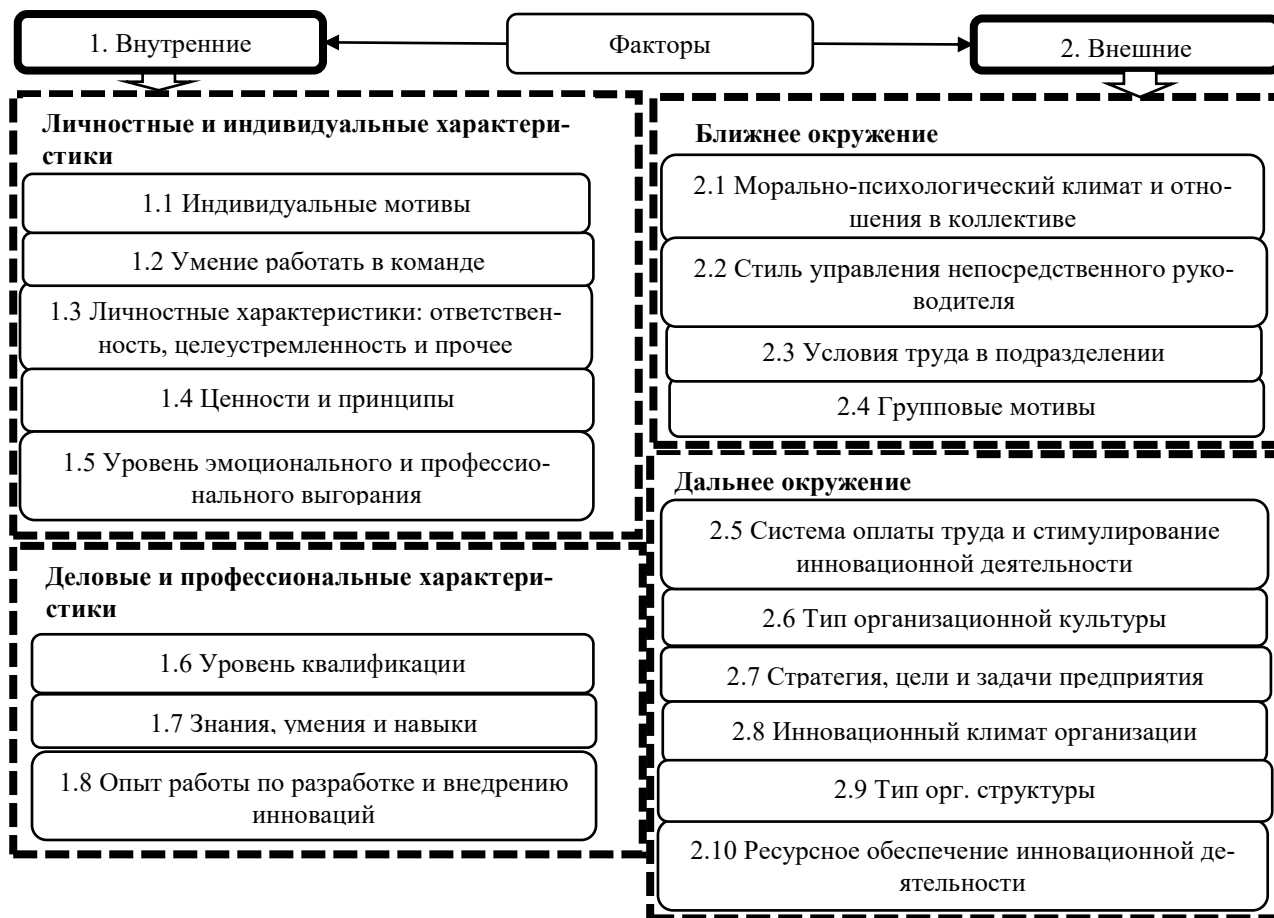 Факторы
1. Внутренние
Личностные и индивидуальные характери-
стики
1.1 Индивидуальные мотивы
1.2 Умение работать в команде
1.3 Личностные характеристики: ответствен-
ность, целеустремленность и прочее
1.4 Ценности и принципы
1.5 Уровень эмоционального и профессио-
нального выгорания
Деловые и профессиональные характери-
стики
1.6 Уровень квалификации
1.7 Знания, умения и навыки
1.8 Опыт работы по разработке и внедрению
инноваций
2. Внешние
Ближнее окружение
2.1 Морально-психологический климат и отно-
шения в коллективе
2.2 Стиль управления непосредственного руко-
водителя
2.3 Условия труда в подразделении
2.4 Групповые мотивы
Дальнее окружение
2.5 Система оплаты труда и стимулирование
инновационной деятельности
2.6 Тип организационной культуры
2.7 Стратегия, цели и задачи предприятия
2.8 Инновационный климат организации
2.9 Тип орг. структуры
2.10 Ресурсное обеспечение инновационной де-
ятельности